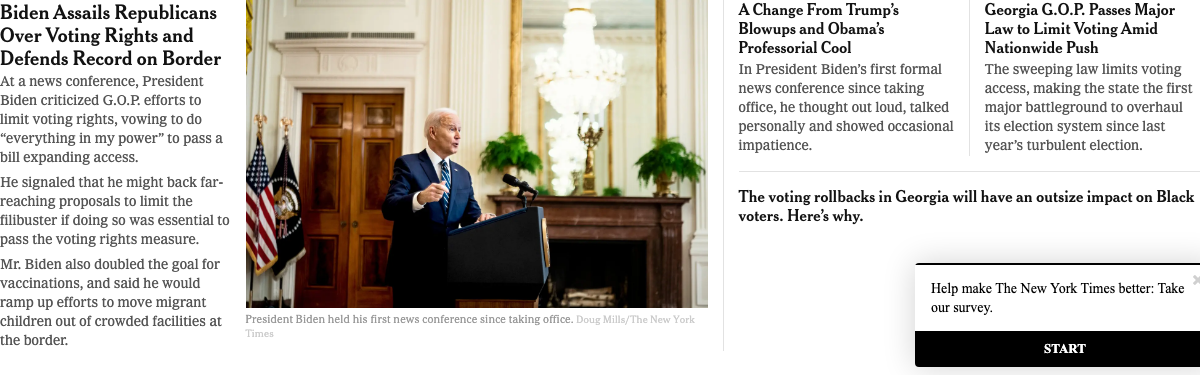 Biden Assails Republicans
Over Voting Rights and
Defends Record on Border
At a news conference, President
Biden criticized G.O.P. efforts to
limit voting rights, vowing to do
“everything in my power” to pass a
bill expanding access.
He signaled that he might back far-
reaching proposals to limit the
filibuster if doing so was essential to
pass the voting rights measure.
Mr. Biden also doubled the goal for
vaccinations, and said he would
ramp up efforts to move migrant
children out of crowded facilities at
the border.
President Biden held his first news conference since taking office. Doug Mills/The New York
Times
A Change From Trump’s
Blowups and Obama’s
Professorial Cool
In President Biden’s first formal
news conference since taking
office, he thought out loud, talked
personally and showed occasional
impatience.
Georgia G.O.P. Passes Major
Law to Limit Voting Amid
Nationwide Push
The sweeping law limits voting
access, making the state the first
major battleground to overhaul
its election system since last
year’s turbulent election.
The voting rollbacks in Georgia will have an outsize impact on Black
voters. Here’s why.
Help make The New York Times better: Take
our survey.
START